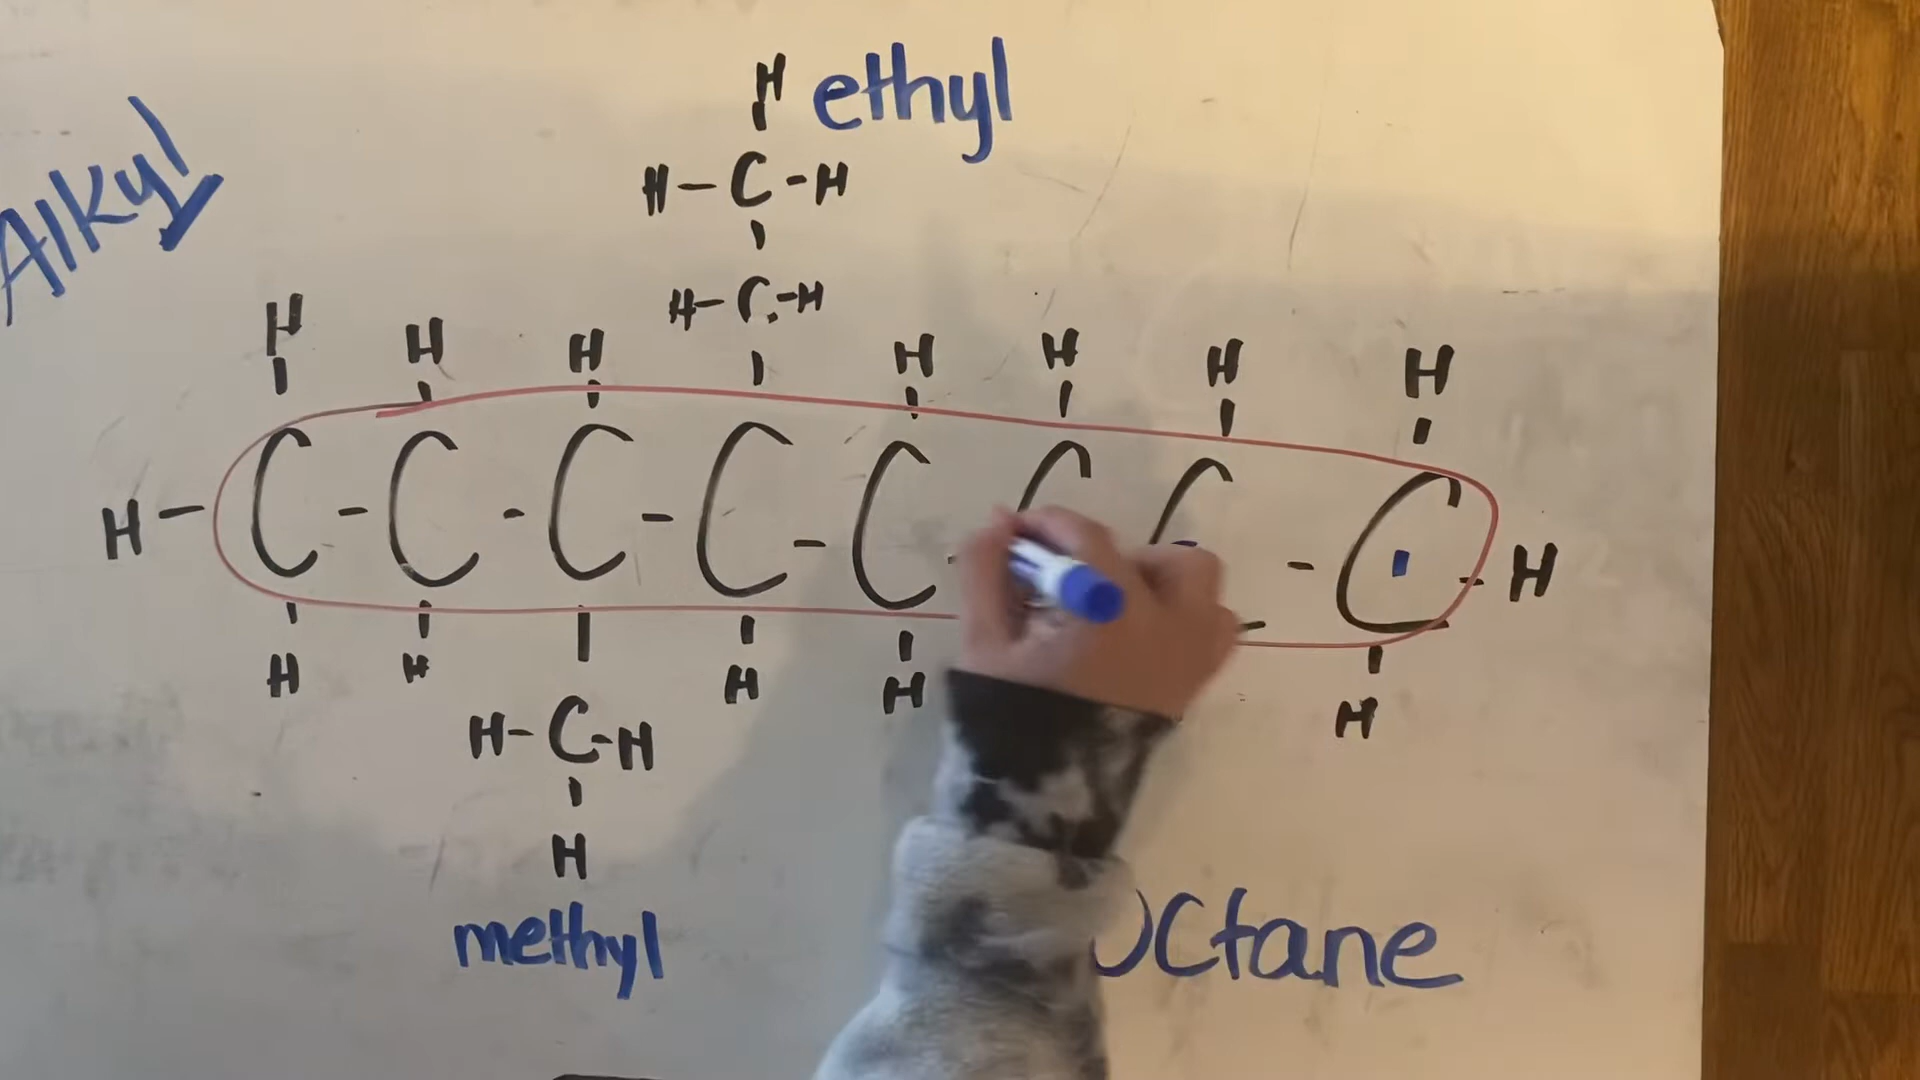 H ethyl
Alkyl
H-C-H
H-C-H
H H H H H H H
H-C-C-C-C-C C C-C-H
H H H H H
H-C-H
H
methyl
Octane